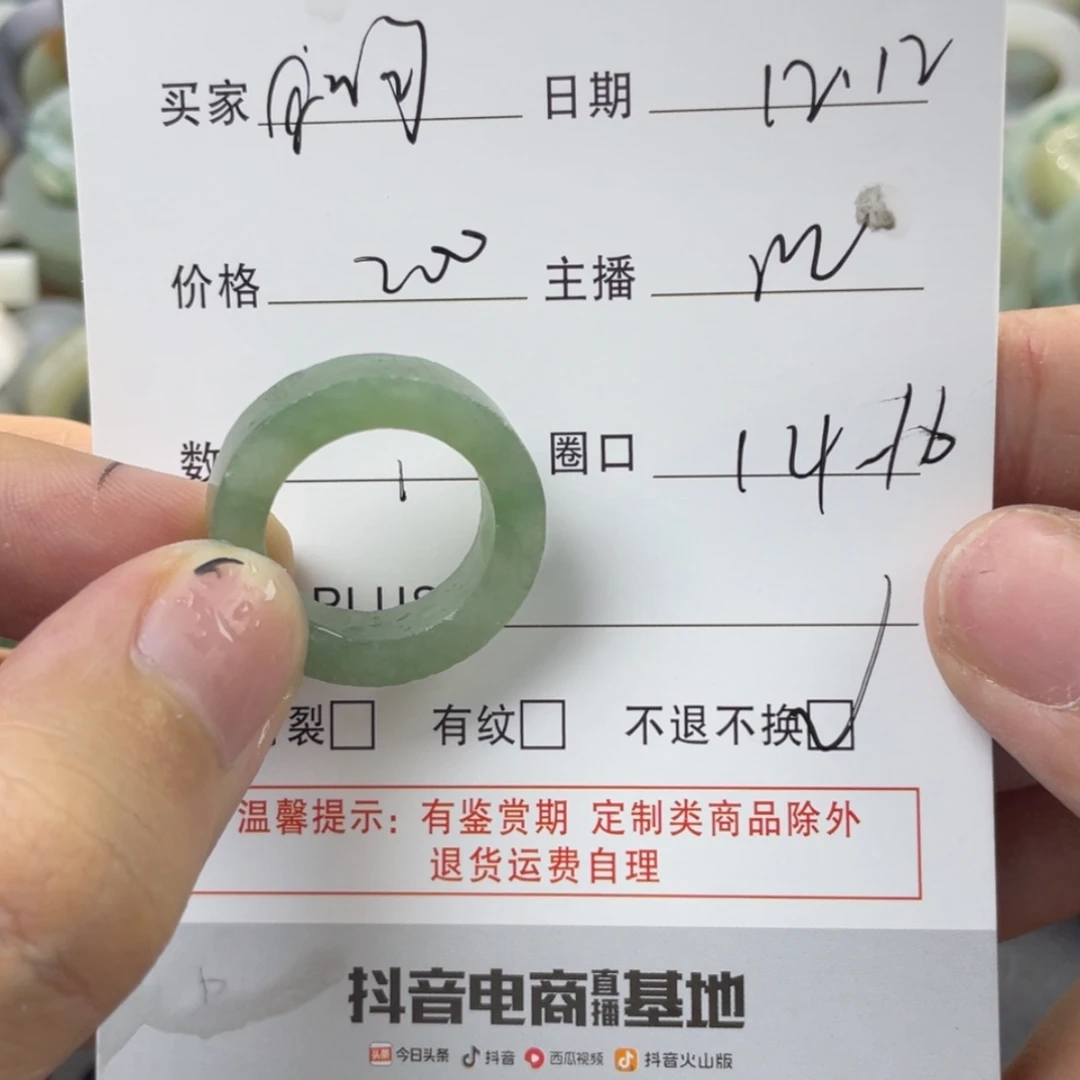 买家 日期 12.12
价格 200 主播 m
数 1 圈口 14.16
PLUS
裂 有纹 不退不换
温馨提示：有鉴赏期 定制类商品除外
退货运费自理
抖音电商直播基地
头条 今日头条 抖音 西瓜视频 抖音火山版